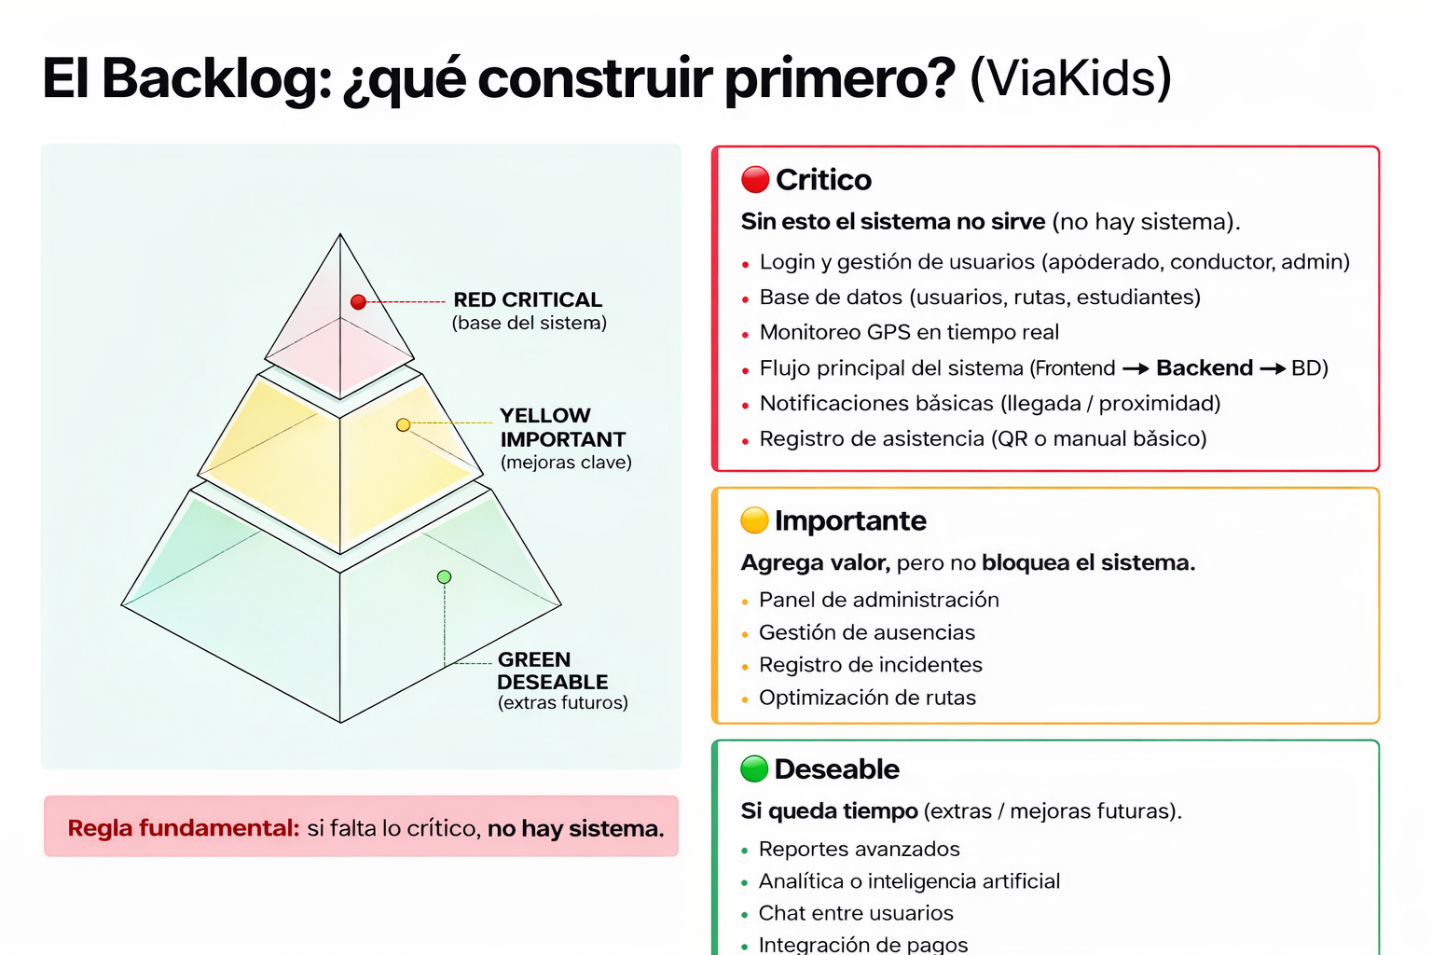 El Backlog: ¿qué construir primero? (ViaKids)
RED CRITICAL
(base del sistema)
YELLOW
IMPORTANT
(mejoras clave)
GREEN
DESEABLE
(extras futuros)
Regla fundamental: si falta lo crítico, no hay sistema.
Critico
Sin esto el sistema no sirve (no hay sistema).
• Login y gestión de usuarios (apòderado, conductor, admin)
• Base de datos (usuarios, rutas, estudiantes)
• Monitoreo GPS en tiempo real
• Flujo principal del sistema (Frontend → Backend → BD)
• Notificaciones bǎsicas (llegada / proximidad)
• Registro de asistencia (QR o manual bǎsico)
Importante
Agrega valor, pero no bloquea el sistema.
• Panel de administración
• Gestión de ausencias
• Registro de incidentes
• Optimización de rutas
Deseable
Si queda tiempo (extras / mejoras futuras).
• Reportes avanzados
• Analítica o inteligencia artificial
• Chat entre usuarios
• Integración de pagos